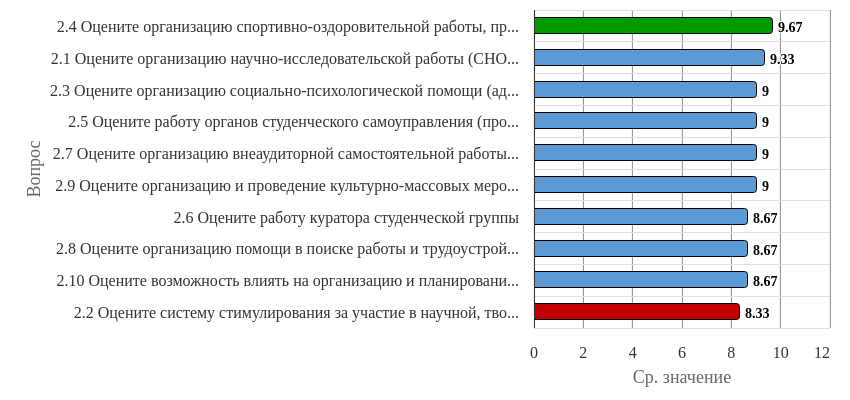 2.4 Оцените организацию спортивно-оздоровительной работы, пр... 9.67
2.1 Оцените организацию научно-исследовательской работы (СНО... 9.33
2.3 Оцените организацию социально-психологической помощи (ад... 9
2.5 Оцените работу органов студенческого самоуправления (про... 9
2.7 Оцените организацию внеаудиторной самостоятельной работы... 9
2.9 Оцените организацию и проведение культурно-массовых меро... 9
2.6 Оцените работу куратора студенческой группы 8.67
2.8 Оцените организацию помощи в поиске работы и трудоустрой... 8.67
2.10 Оцените возможность влиять на организацию и планировани... 8.67
2.2 Оцените систему стимулирования за участие в научной, тво... 8.33
Вопрос
0 2 4 6 8 10 12
Ср. значение